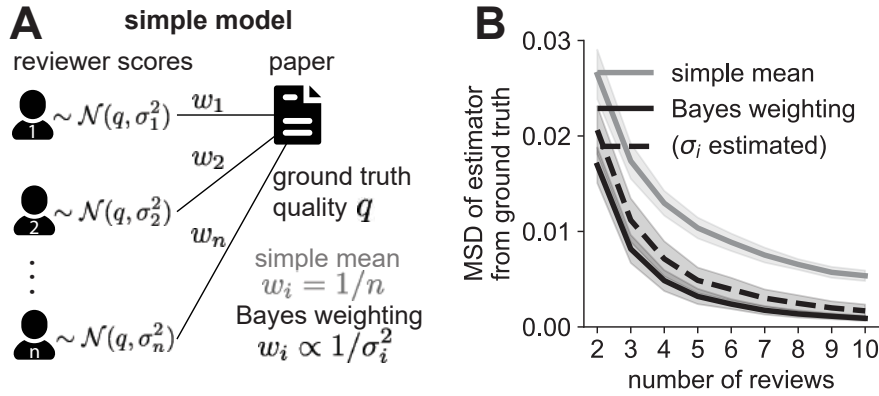 A
simple model
reviewer scores
paper
1
∼ N(q, σ₁²)
w₁
w₂
2
∼ N(q, σ₂²)
wₙ
ground truth
quality q
simple mean
wᵢ = 1/n
Bayes weighting
wᵢ ∝ 1/σᵢ²
n
∼ N(q, σₙ²)
B
MSD of estimator
from ground truth
0.03
0.02
0.01
0.00
simple mean
Bayes weighting
(σᵢ estimated)
2 3 4 5 6 7 8 9 10
number of reviews